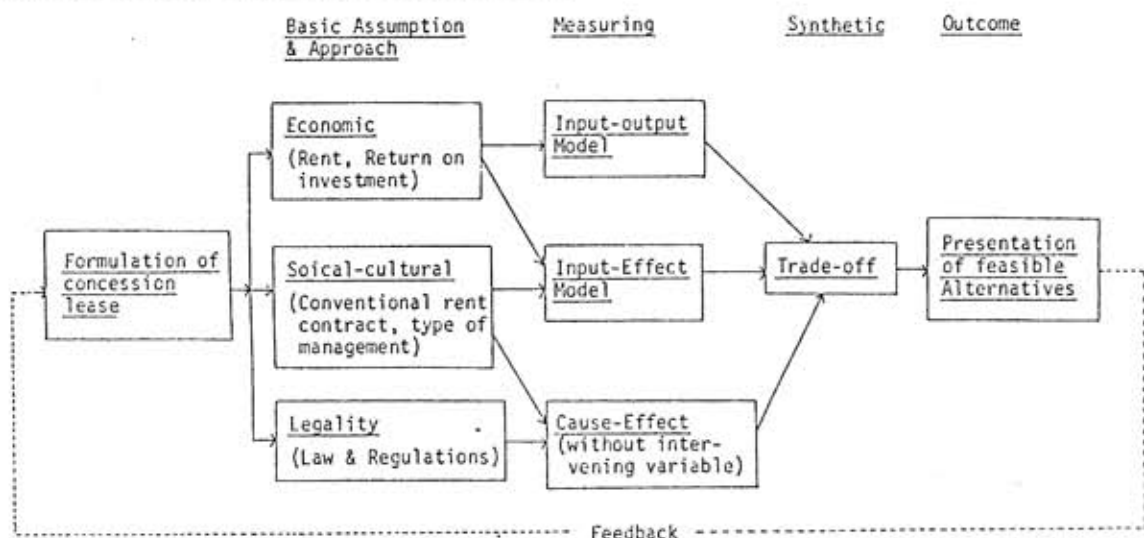 Basic Assumption
& Approach
Measuring
Synthetic
Outcome
Formulation of
concession
lease
Economic
(Rent, Return on
investment)
Soical-cultural
(Conventional rent
contract, type of
management)
Legality
(Law & Regulations)
Input-output
Model
Input-Effect
Model
Cause-Effect
(without inter-
vening variable)
Trade-off
Presentation
of feasible
Alternatives
Feedback